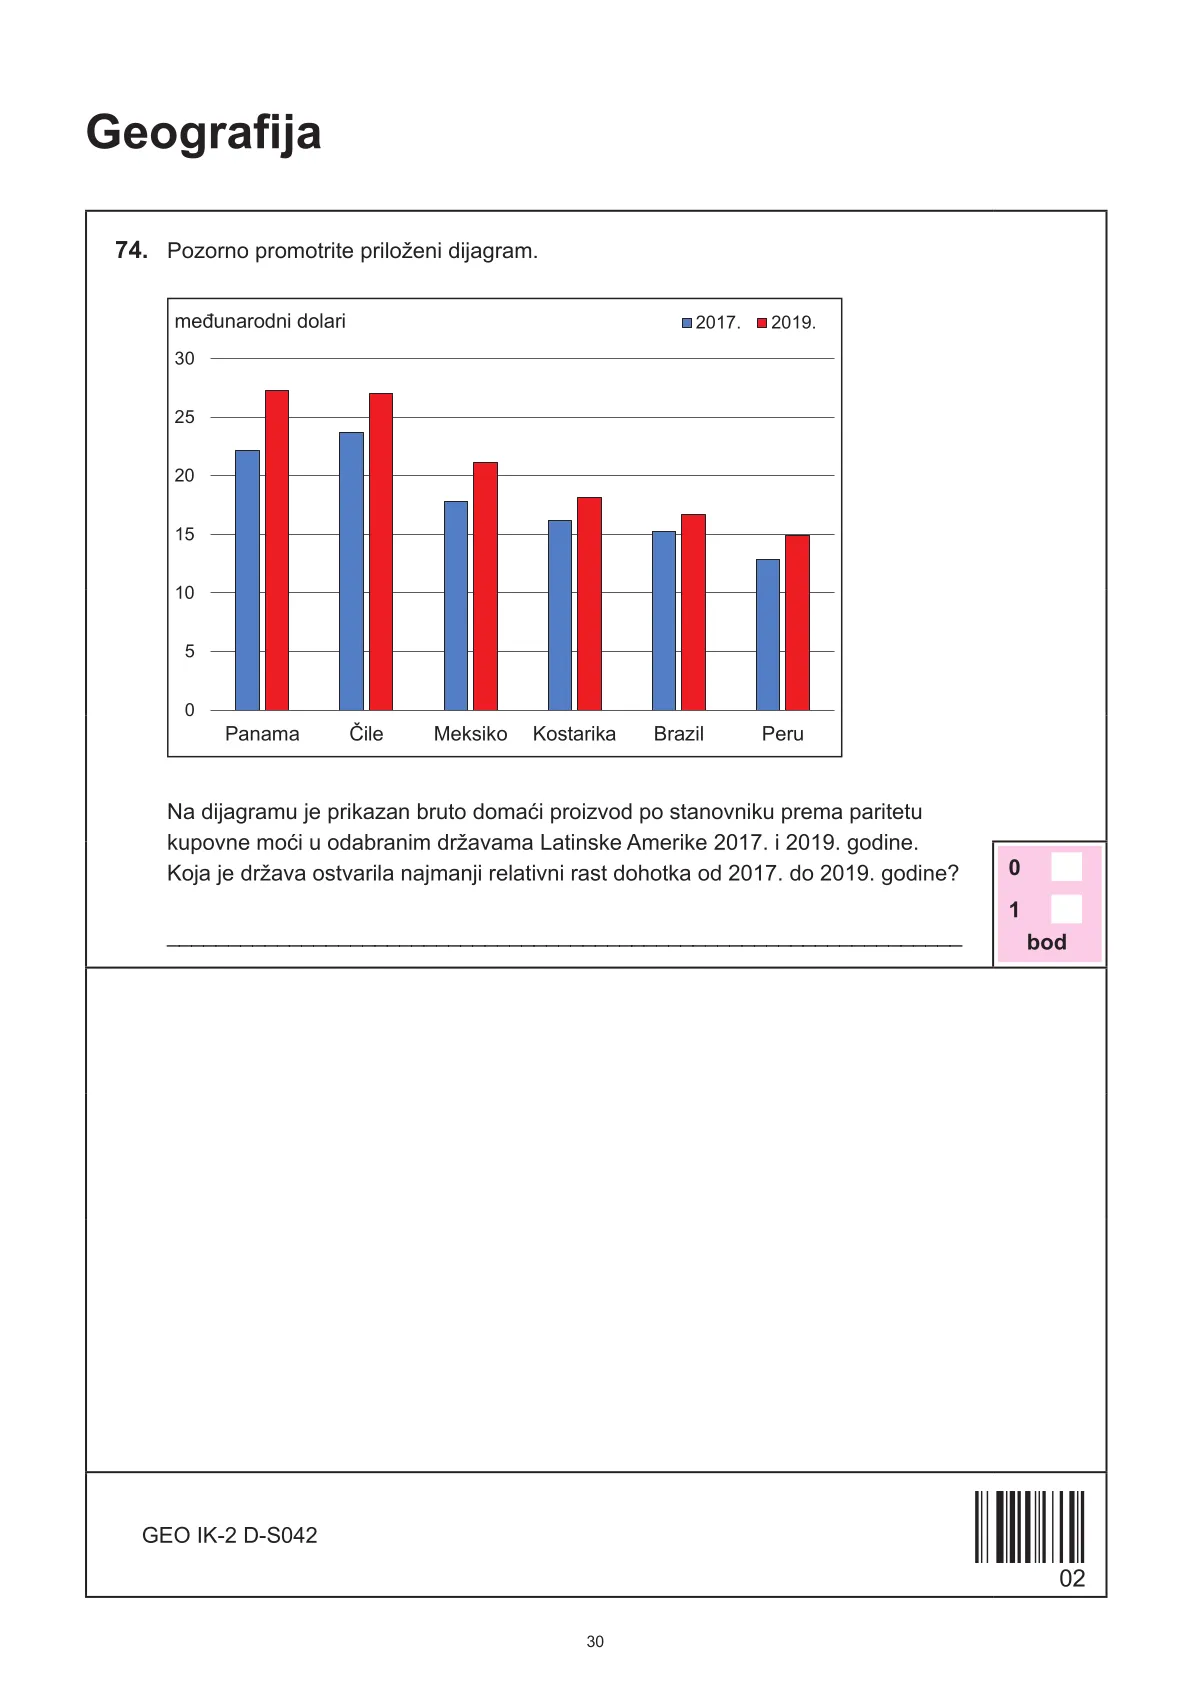 Geografija
74. Pozorno promotrite priloženi dijagram.
međunarodni dolari
2017. 2019.
30
25
20
15
10
5
0
Panama Čile Meksiko Kostarika Brazil Peru
Na dijagramu je prikazan bruto domaći proizvod po stanovniku prema paritetu
kupovne moći u odabranim državama Latinske Amerike 2017. i 2019. godine.
Koja je država ostvarila najmanji relativni rast dohotka od 2017. do 2019. godine?
0
1
bod
GEO IK-2 D-S042
02
30